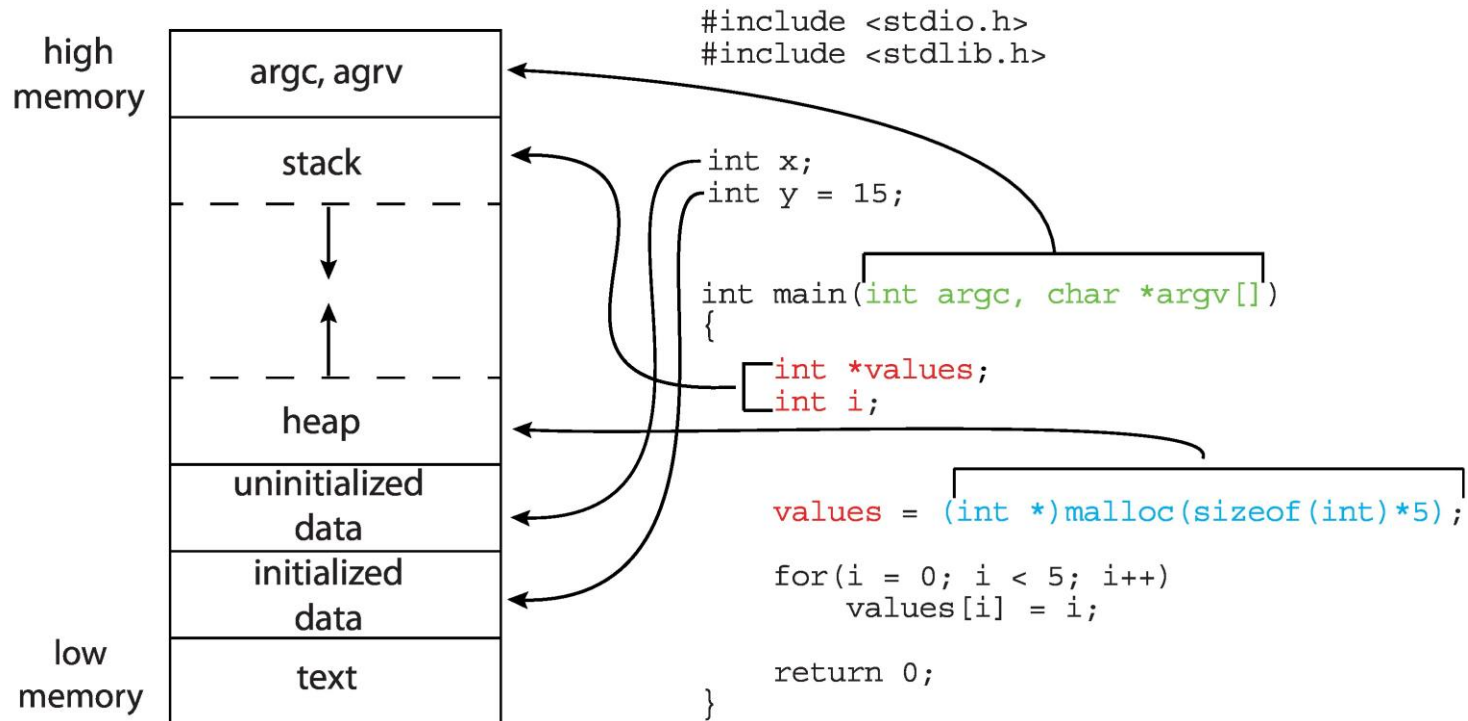 high
memory
argc, agrv
stack
heap
uninitialized
data
initialized
data
text
low
memory
#include <stdio.h>
#include <stdlib.h>
int x;
int y = 15;
int main(int argc, char *argv[])
{
int *values;
int i;
values = (int *)malloc(sizeof(int)*5);
for(i = 0; i < 5; i++)
values[i] = i;
return 0;
}